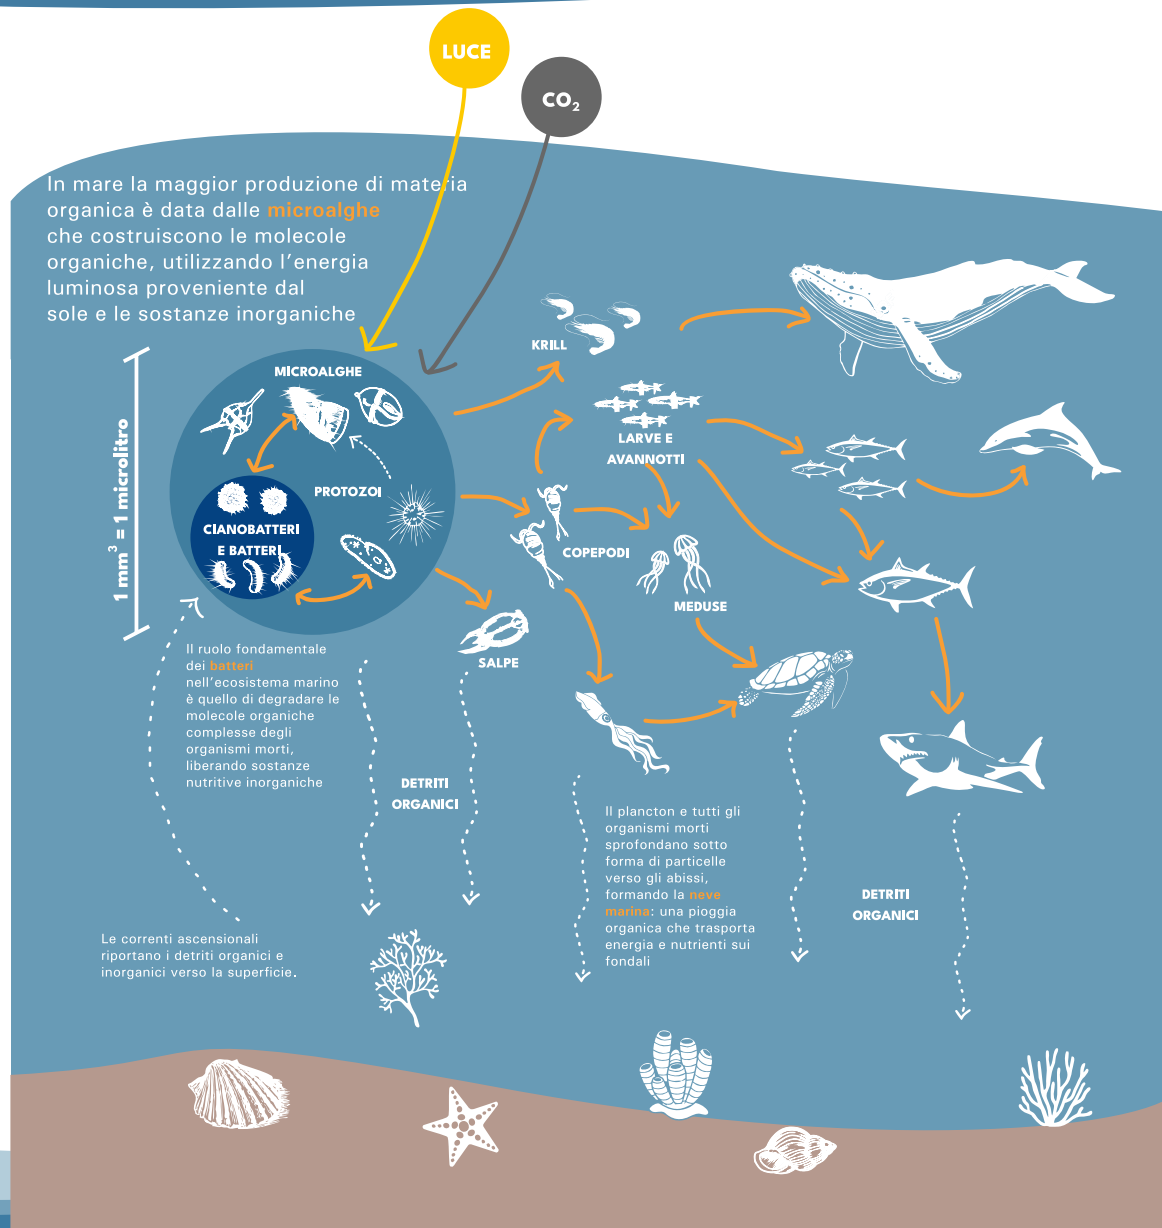 LUCE
CO₂
In mare la maggior produzione di materia
organica è data dalle microalghe
che costruiscono le molecole
organiche, utilizzando l'energia
luminosa proveniente dal
sole e le sostanze inorganiche
KRILL
MICROALGHE
LARVE E
AVANNOTTI
1 mm³ = 1 microlitro
PROTOZOI
CIANOBATTERI
E BATTERI
COPEPODI
MEDUSE
SALPE
Il ruolo fondamentale
dei batteri
nell'ecosistema marino
è quello di degradare le
molecole organiche
complesse degli
organismi morti,
liberando sostanze
nutritive inorganiche
DETRITI
ORGANICI
Il plancton e tutti gli
organismi morti
sprofondano sotto
forma di particelle
verso gli abissi,
formando la neve
marina: una pioggia
organica che trasporta
energia e nutrienti sui
fondali
DETRITI
ORGANICI
Le correnti ascensionali
riportano i detriti organici e
inorganici verso la superficie.